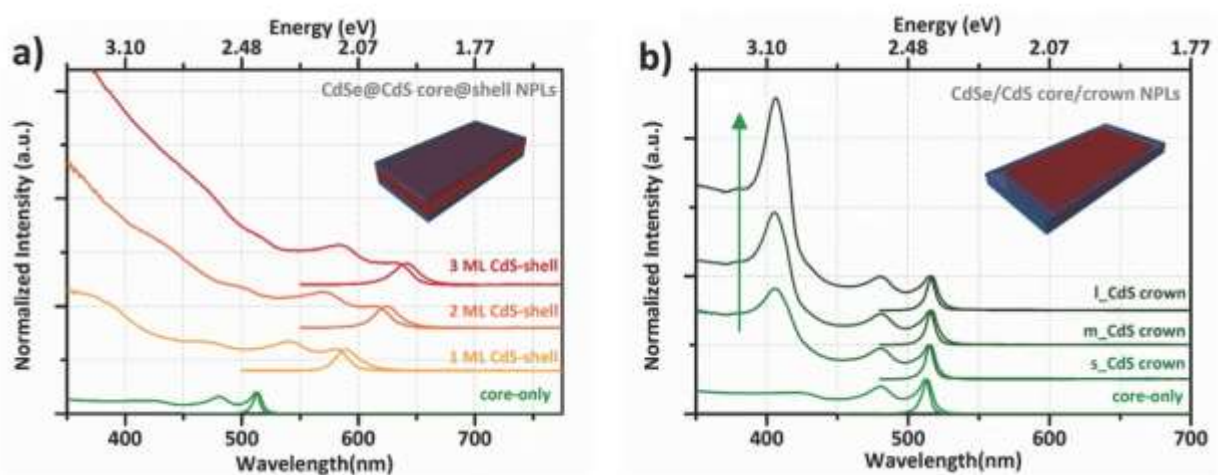 a)
Energy (eV)
3.10 2.48 2.07 1.77
CdSe@CdS core@shell NPLs
Normalized Intensity (a.u.)
3 ML CdS-shell
2 ML CdS-shell
1 ML CdS-shell
core-only
400 500 600 700
Wavelength(nm)
b)
Energy (eV)
3.10 2.48 2.07 1.77
CdSe/CdS core/crown NPLs
Normalized Intensity (a.u.)
l_CdS crown
m_CdS crown
s_CdS crown
core-only
400 500 600 700
Wavelength(nm)